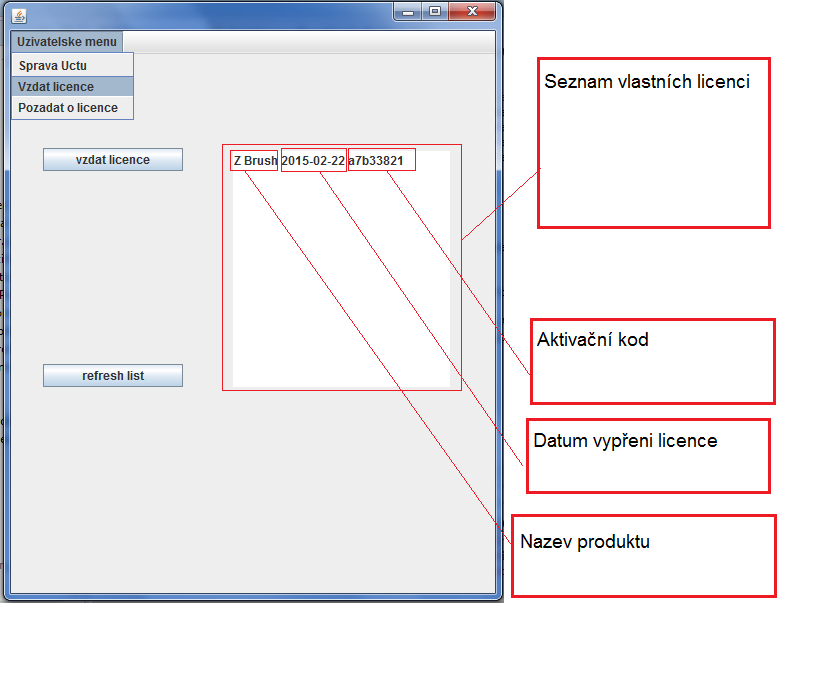 Uzivatelske menu
Sprava Uctu
Vzdat licence
Pozadat o licence
vzdat licence
Z Brush 2015-02-22 a7b33821
refresh list
Seznam vlastních licenci
Aktivační kod
Datum vypřeni licence
Nazev produktu